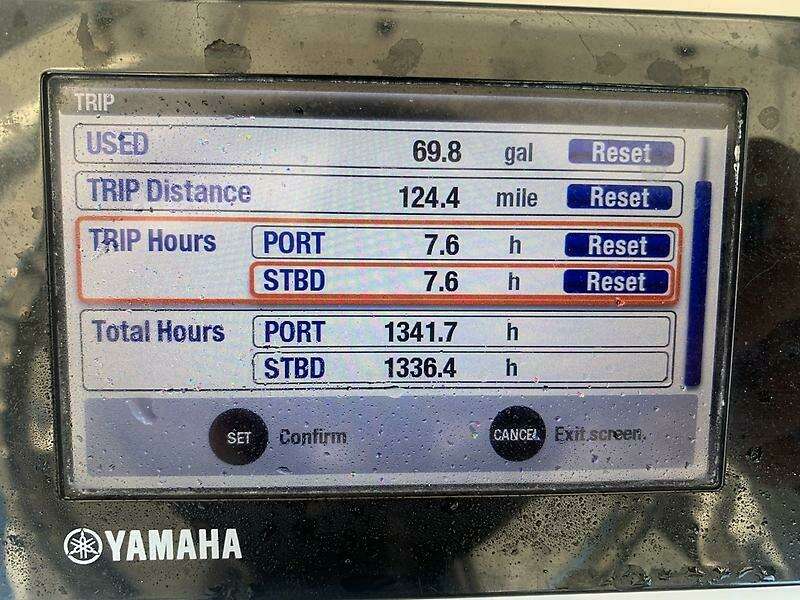 TRIP
USED 69.8 gal Reset
TRIP Distance 124.4 mile Reset
TRIP Hours PORT 7.6 h Reset
STBD 7.6 h Reset
Total Hours PORT 1341.7 h
STBD 1336.4 h
SET Confirm CANCEL Exit screen.
YAMAHA